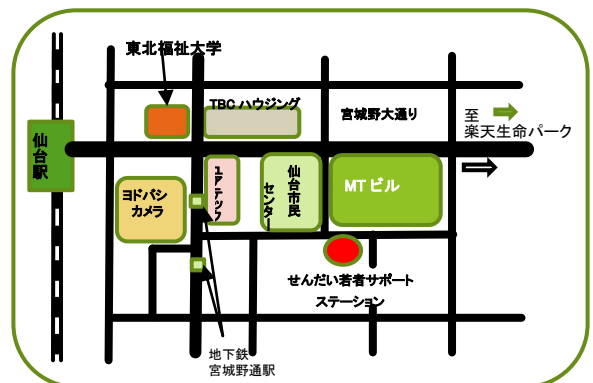 東北福祉大学
TBC ハウジング
宮城野大通り
至
楽天生命パーク
仙台駅
ヨドバシ
カメラ
ユアテック
仙台市民
センター
MT ビル
せんだい若者サポート
ステーション
地下鉄
宮城野通駅